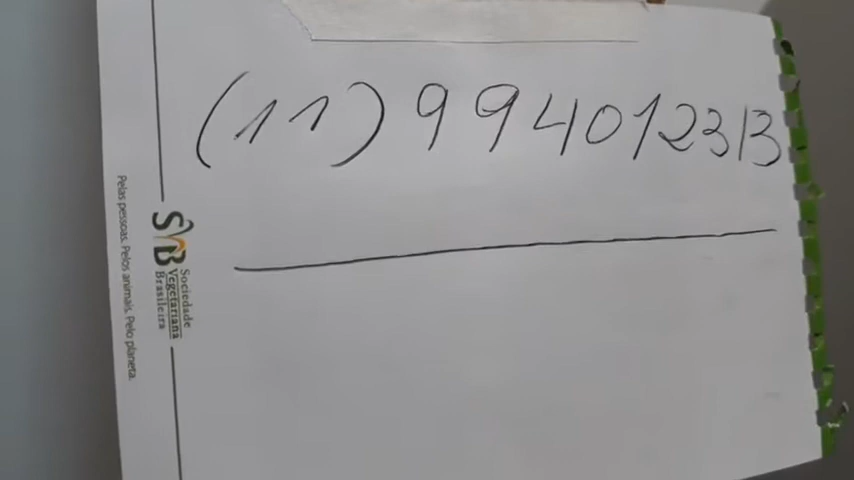 (11) 994012313
SVB
Sociedade
Vegetariana
Brasileira
Pelas pessoas. Pelos animais. Pelo planeta.